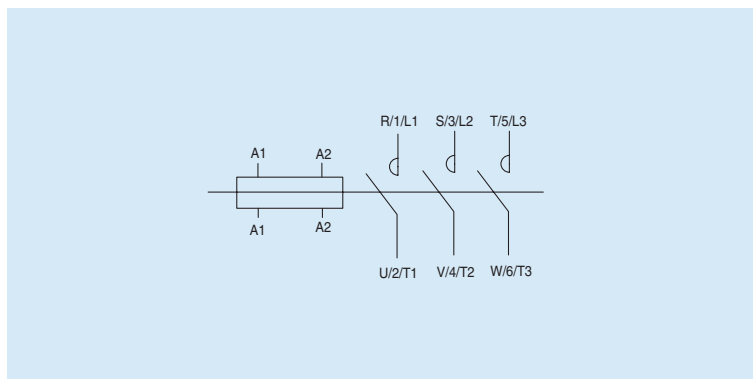 R/1/L1 S/3/L2 T/5/L3
A1 A2
A1 A2
U/2/T1 V/4/T2 W/6/T3